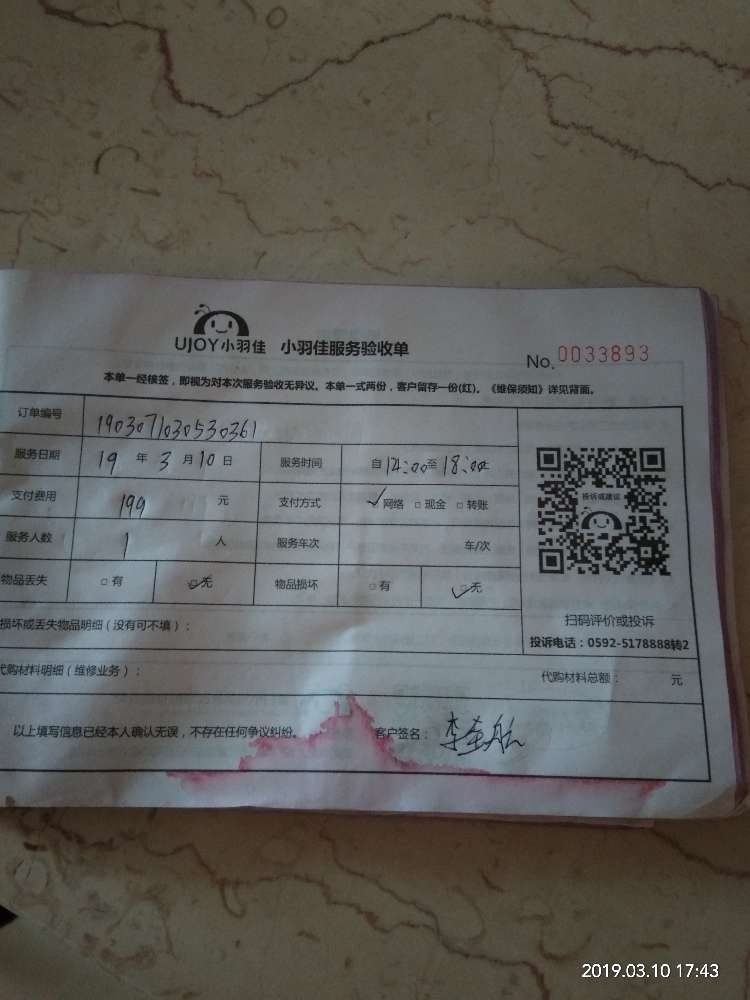 UJOY小羽佳 小羽佳服务验收单
No. 0033893
本单一经核签，即视为对本次服务验收无异议。本单一式两份，客户留存一份(红)。《维保须知》详见背面。
订单编号 1903071030530361
服务日期 19 年 3 月 10 日 服务时间 自 14:00 至 18:00
支付费用 199 元 支付方式 ✓网络 □现金 □转账
服务人数 1 人 服务车次 车/次
物品丢失 □有 ☑无 物品损坏 □有 ☑无
投诉或建议
扫码评价或投诉
投诉电话：0592-5178888转2
损坏或丢失物品明细（没有可不填）：
代购材料明细（维修业务）： 代购材料总额： 元
以上填写信息已经本人确认无误，不存在任何争议纠纷。 客户签名：李
2019.03.10 17:43